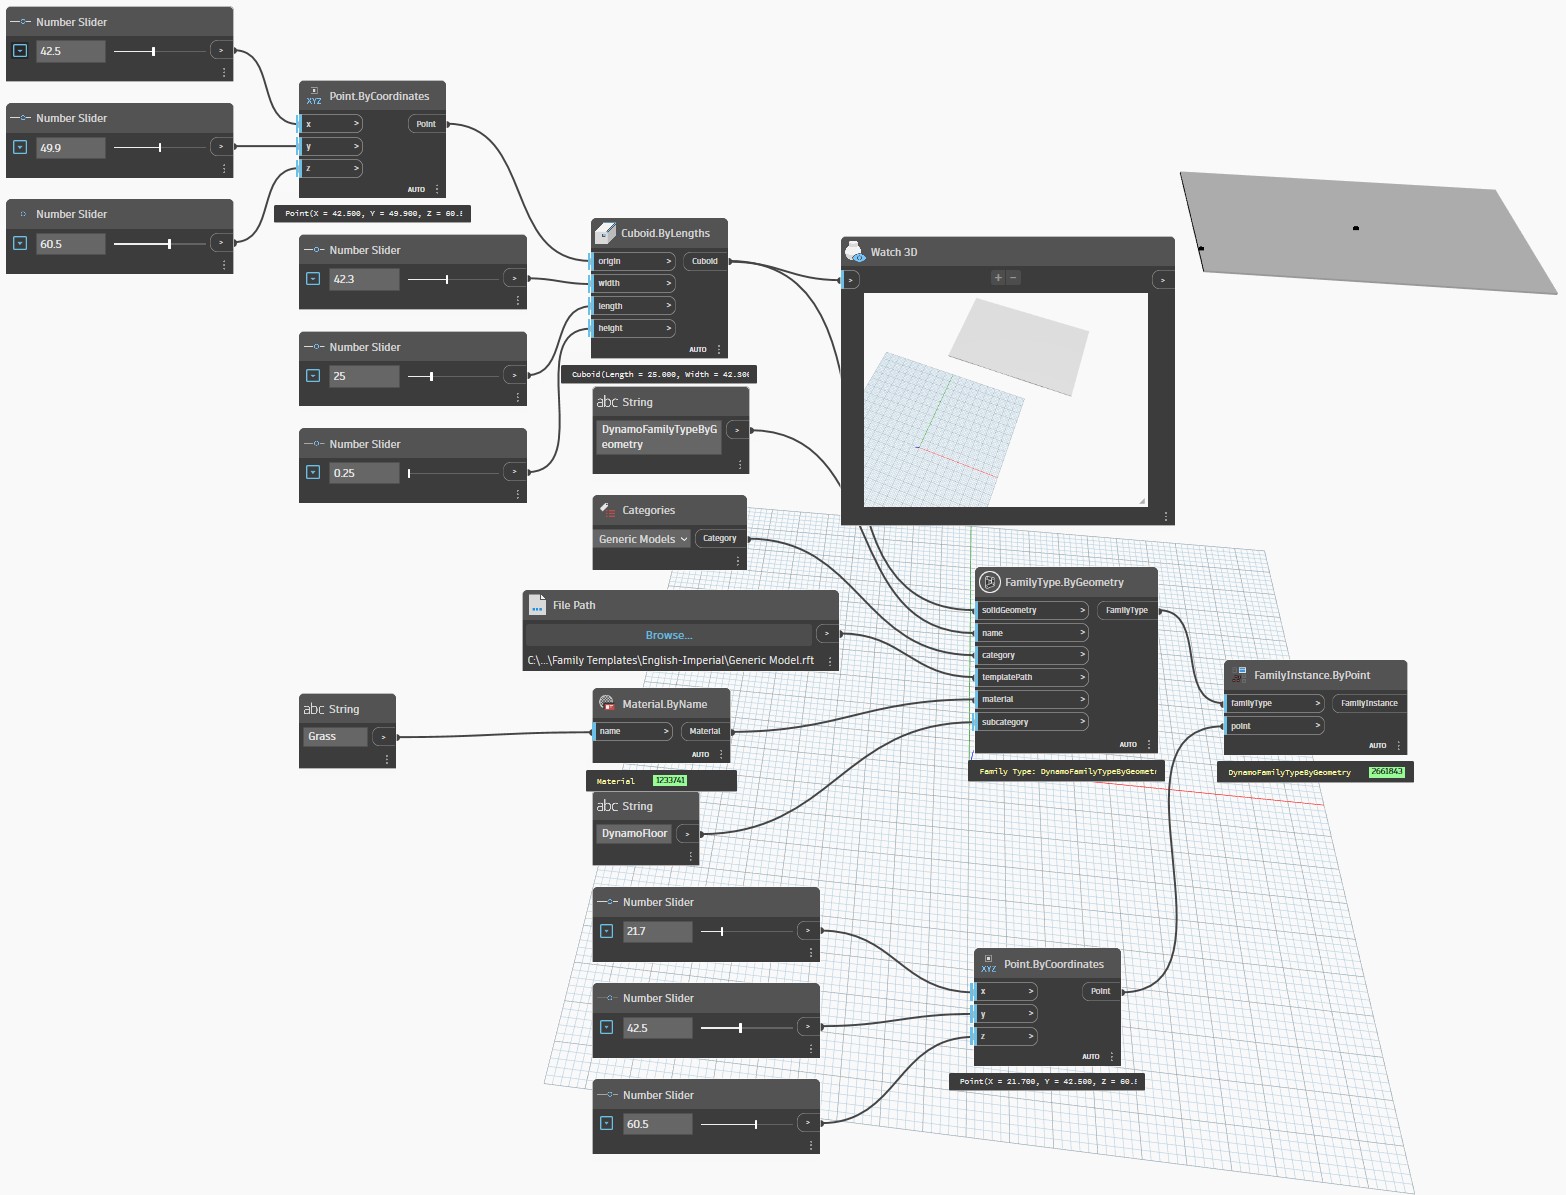 Number Slider
42.5
>
Number Slider
49.9
>
Number Slider
60.5
>
XYZ
Point.ByCoordinates
x >
Point
y >
z >
AUTO
Point(X = 42.500, Y = 49.900, Z = 60.5
Number Slider
42.3
>
Number Slider
25
>
Number Slider
0.25
>
Cuboid.ByLengths
origin >
Cuboid
width >
length >
height >
AUTO
Cuboid(Length = 25.000, Width = 42.300
abc String
DynamoFamilyTypeByG
eometry
>
Watch 3D
>
>
+ −
Categories
Generic Models
Category
File Path
Browse...
>
C:\...\Family Templates\English-Imperial\Generic Model.rft
abc String
Grass
>
Material.ByName
name >
Material
AUTO
Material 1233741
abc String
DynamoFloor
>
FamilyType.ByGeometry
solidGeometry >
FamilyType
name >
category >
templatePath >
material >
subcategory >
AUTO
Family Type: DynamoFamilyTypeByGeometr
FamilyInstance.ByPoint
familyType >
FamilyInstance
point >
AUTO
DynamoFamilyTypeByGeometry 2661843
Number Slider
21.7
>
Number Slider
42.5
>
Number Slider
60.5
>
XYZ
Point.ByCoordinates
x >
Point
y >
z >
AUTO
Point(X = 21.700, Y = 42.500, Z = 60.5